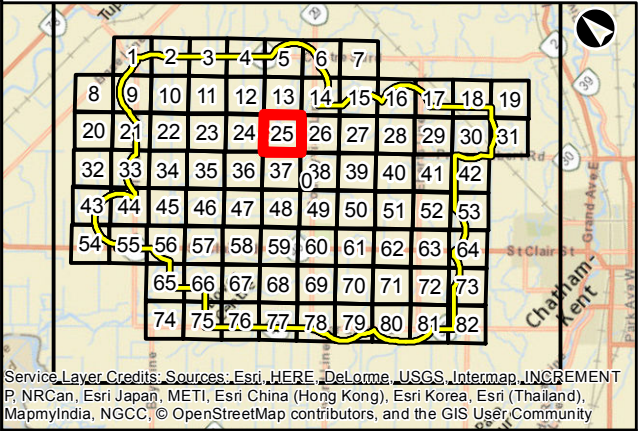 20
1 2 3 4 5 6 7
8 9 10 11 12 13 14 15 16 17 18 19
39
20 21 22 23 24 25 26 27 28 29 30 31
Rd
32 33 34 35 36 37 38 39 40 41 42
0
43 44 45 46 47 48 49 50 51 52 53
Grand Ave E
54 55 56 57 58 59 60 61 62 63 64
St Clair St
65 66 67 68 69 70 71 72 73
Chatham-
Kent
Park Ave W
74 75 76 77 78 79 80 81 82
Service Layer Credits: Sources: Esri, HERE, DeLorme, USGS, Intermap, INCREMENT
P, NRCan, Esri Japan, METI, Esri China (Hong Kong), Esri Korea, Esri (Thailand),
MapmyIndia, NGCC, © OpenStreetMap contributors, and the GIS User Community